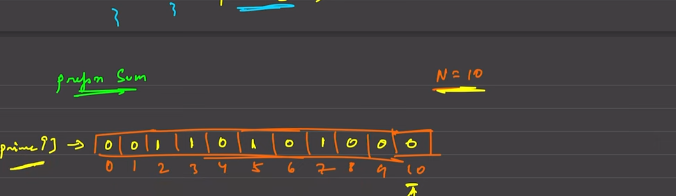 } }
prefix Sum
N = 10
prime[] → 0 0 1 1 0 1 0 1 0 0 0
0 1 2 3 4 5 6 7 8 9 10